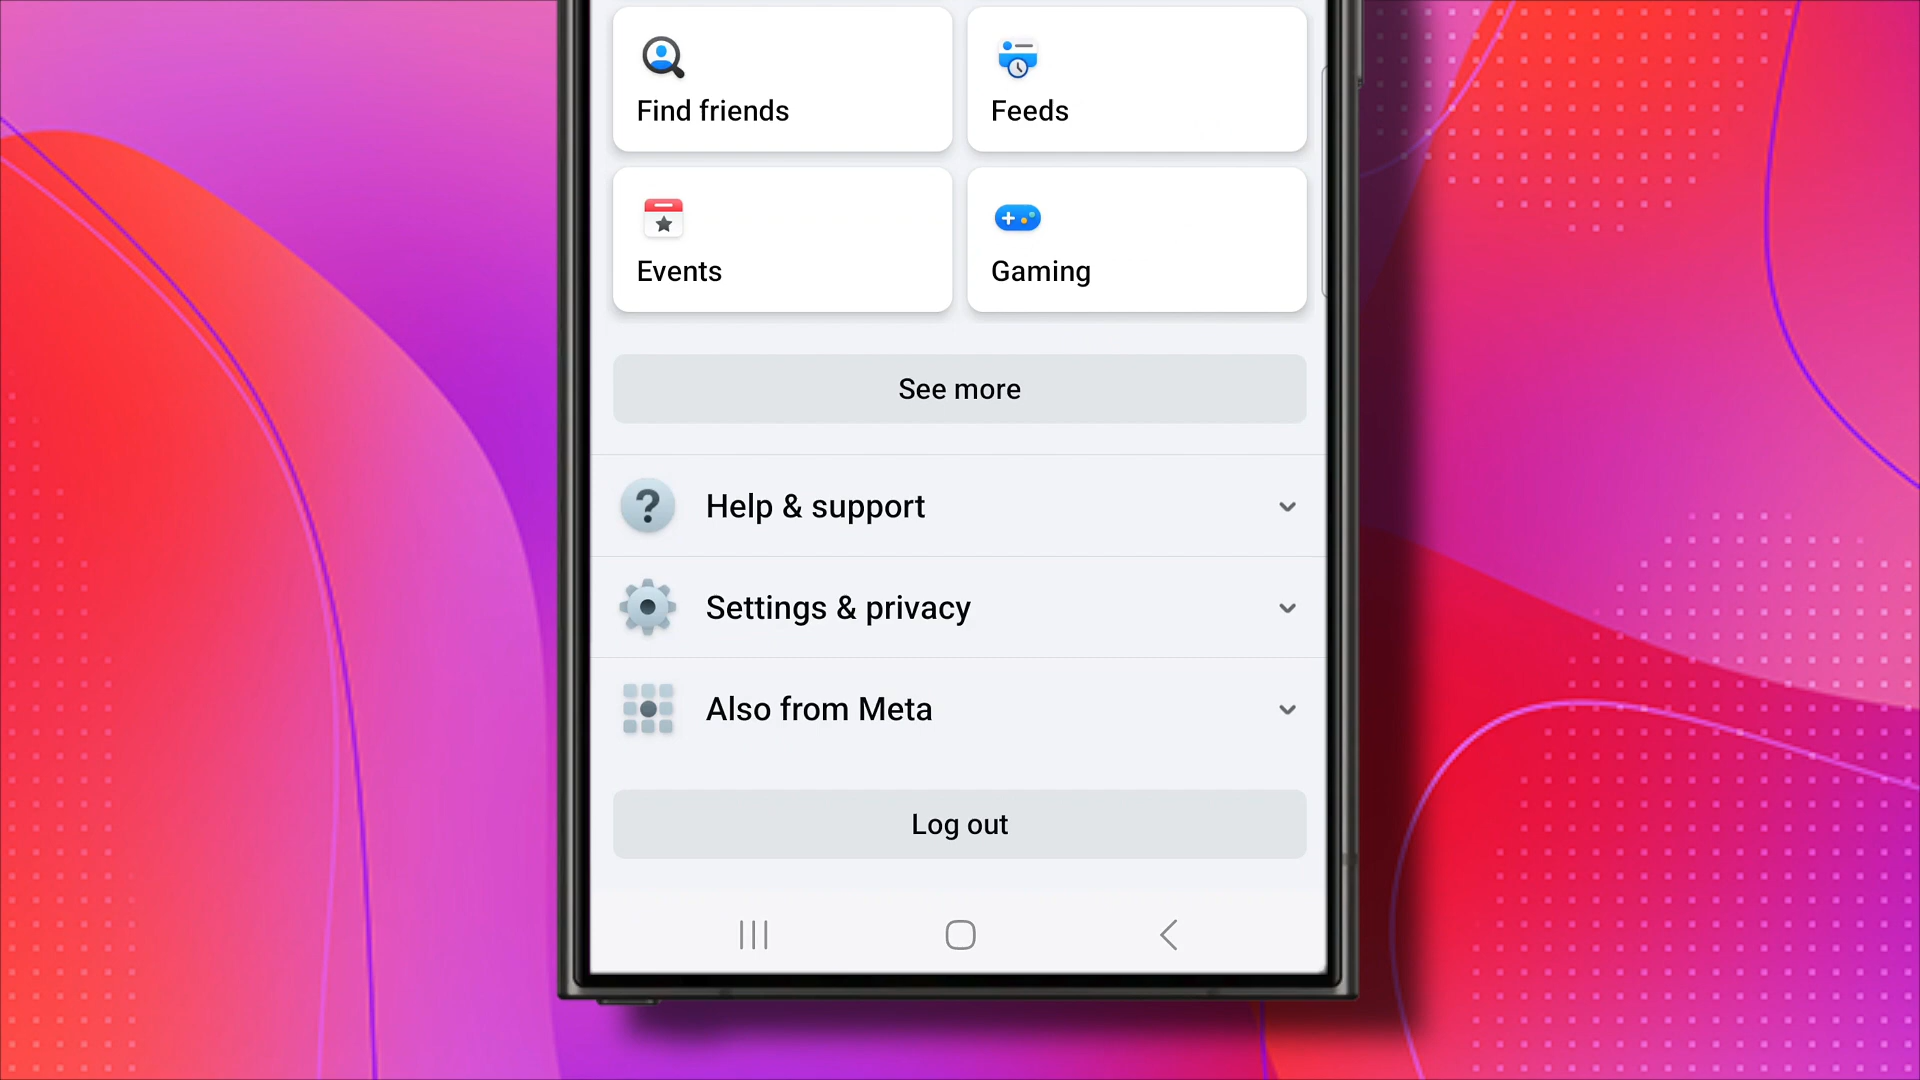 Find friends
Feeds
Events
Gaming
See more
Help & support
Settings & privacy
Also from Meta
Log out